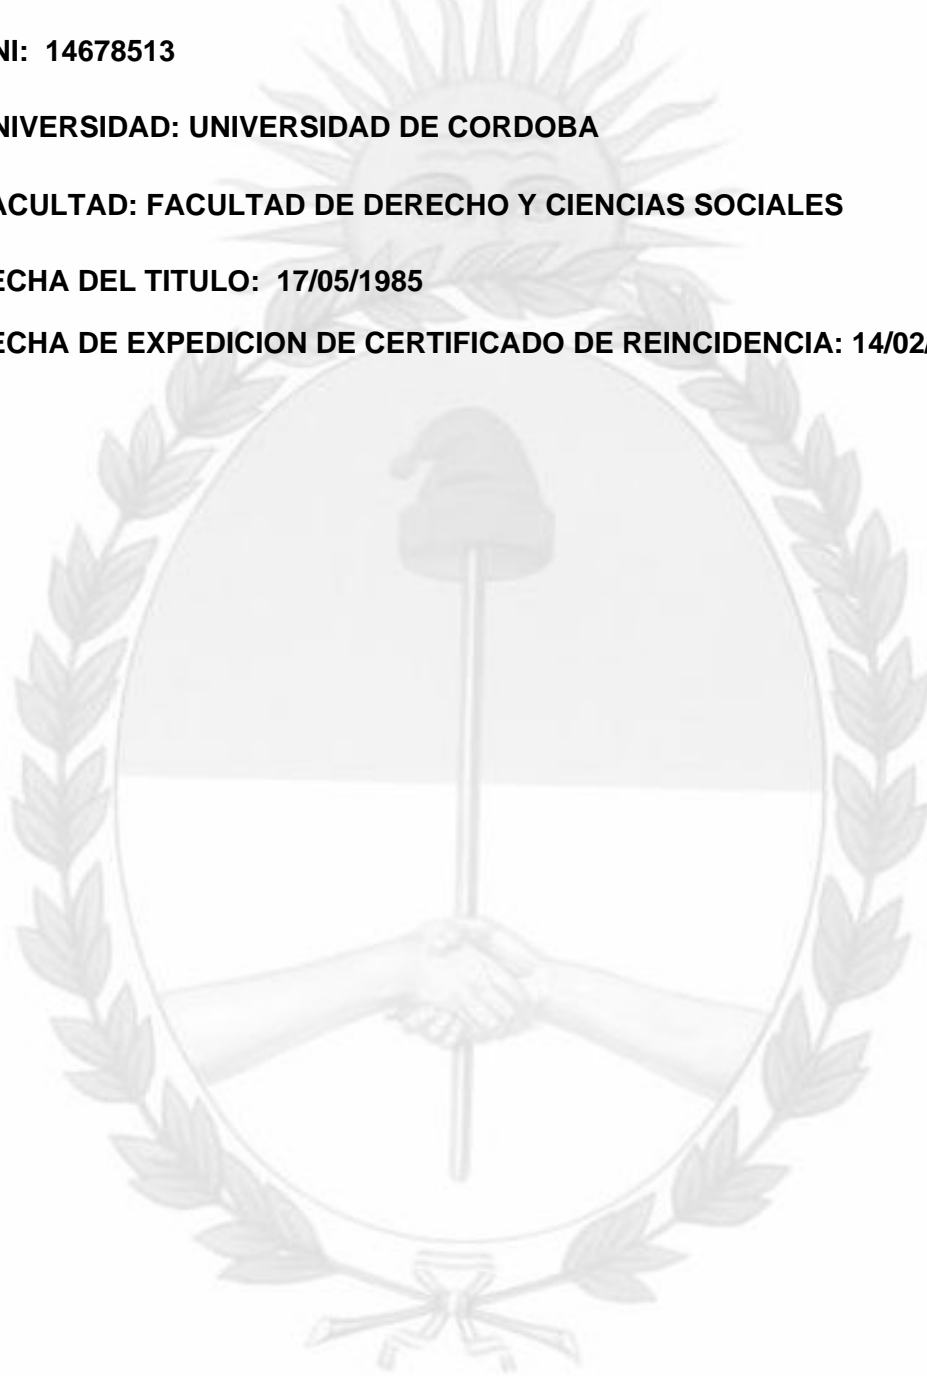 NI: 14678513
NIVERSIDAD: UNIVERSIDAD DE CORDOBA
ACULTAD: FACULTAD DE DERECHO Y CIENCIAS SOCIALES
ECHA DEL TITULO: 17/05/1985
ECHA DE EXPEDICION DE CERTIFICADO DE REINCIDENCIA: 14/02/